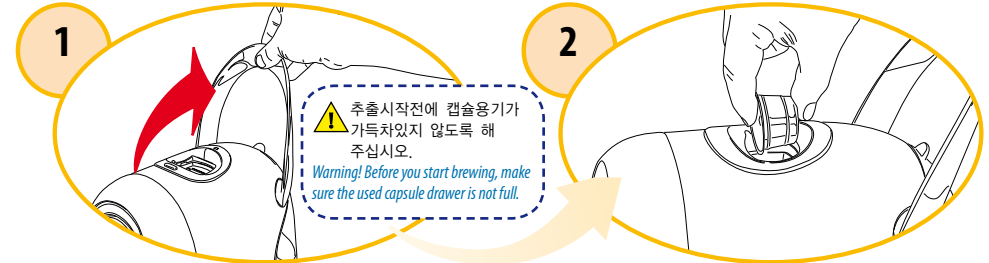 1
추출시작전에 캡슐용기가
가득차있지 않도록 해
주십시오.
Warning! Before you start brewing, make
sure the used capsule drawer is not full.
2